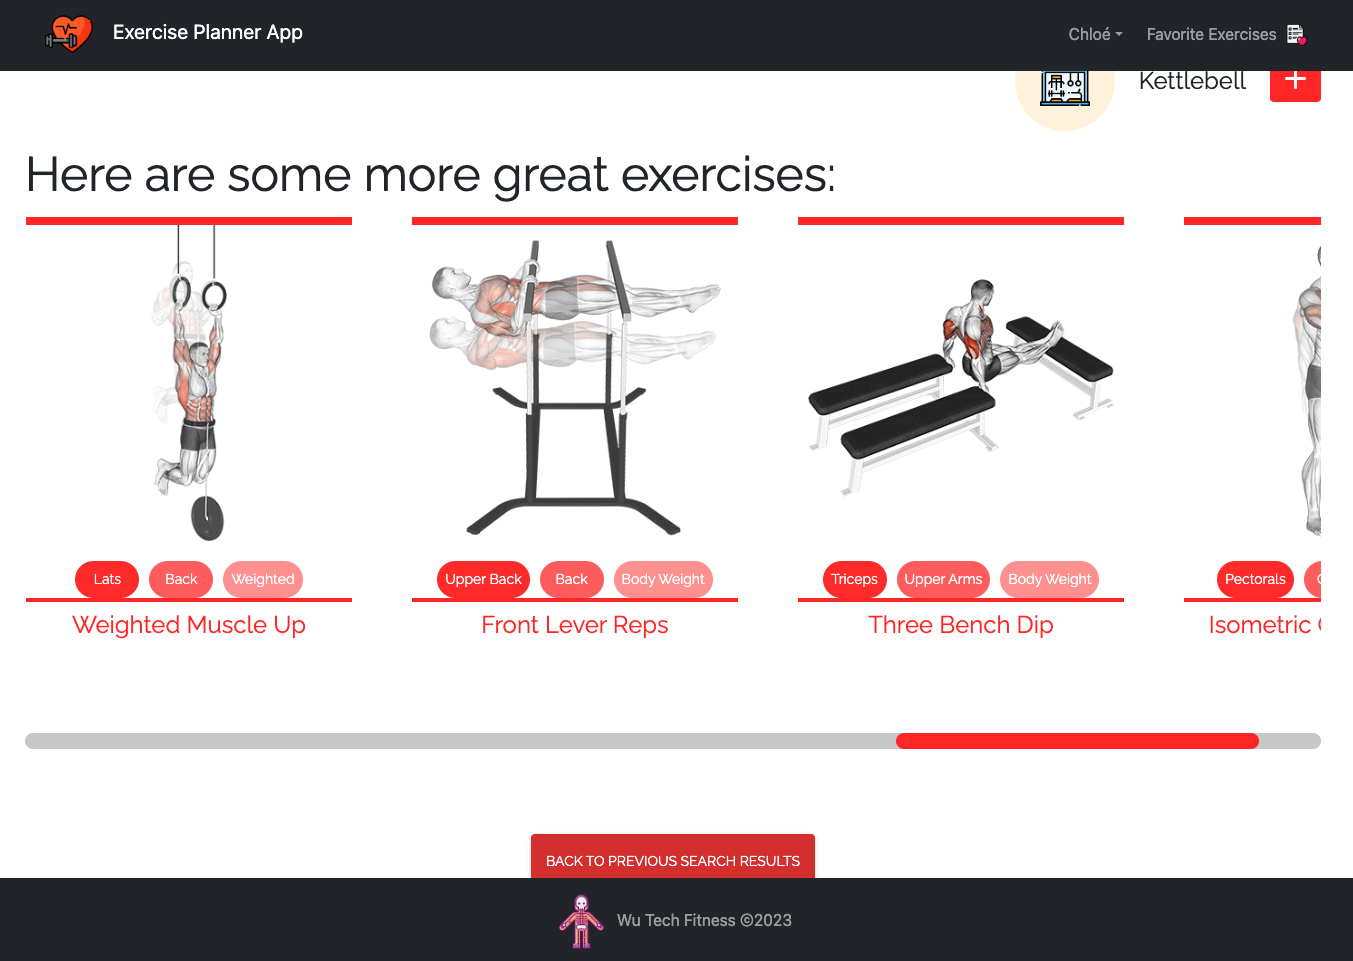 Exercise Planner App
Chloé
Favorite Exercises
Kettlebell
+
Here are some more great exercises:
Lats
Back
Weighted
Weighted Muscle Up
Upper Back
Back
Body Weight
Front Lever Reps
Triceps
Upper Arms
Body Weight
Three Bench Dip
Pectorals
Isometric
BACK TO PREVIOUS SEARCH RESULTS
Wu Tech Fitness ©2023